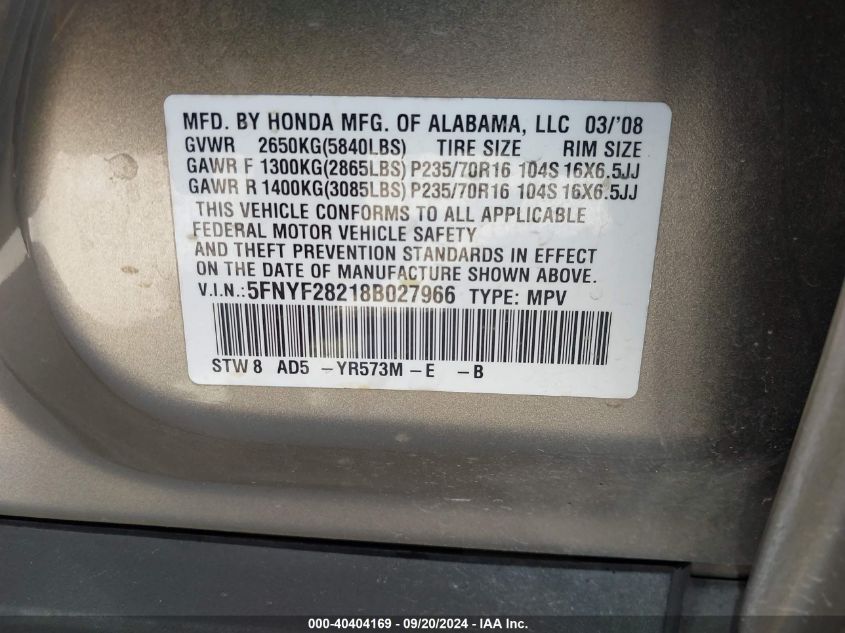 MFD. BY HONDA MFG. OF ALABAMA, LLC 03/'08
GVWR 2650KG(5840LBS) TIRE SIZE RIM SIZE
GAWR F 1300KG(2865LBS) P235/70R16 104S 16X6.5JJ
GAWR R 1400KG(3085LBS) P235/70R16 104S 16X6.5JJ
THIS VEHICLE CONFORMS TO ALL APPLICABLE
FEDERAL MOTOR VEHICLE SAFETY
AND THEFT PREVENTION STANDARDS IN EFFECT
ON THE DATE OF MANUFACTURE SHOWN ABOVE.
V.I.N.:5FNYF28218B027966 TYPE: MPV
STW8 AD5 -YR573M-E -B
000-40404169 - 09/20/2024 - IAA Inc.